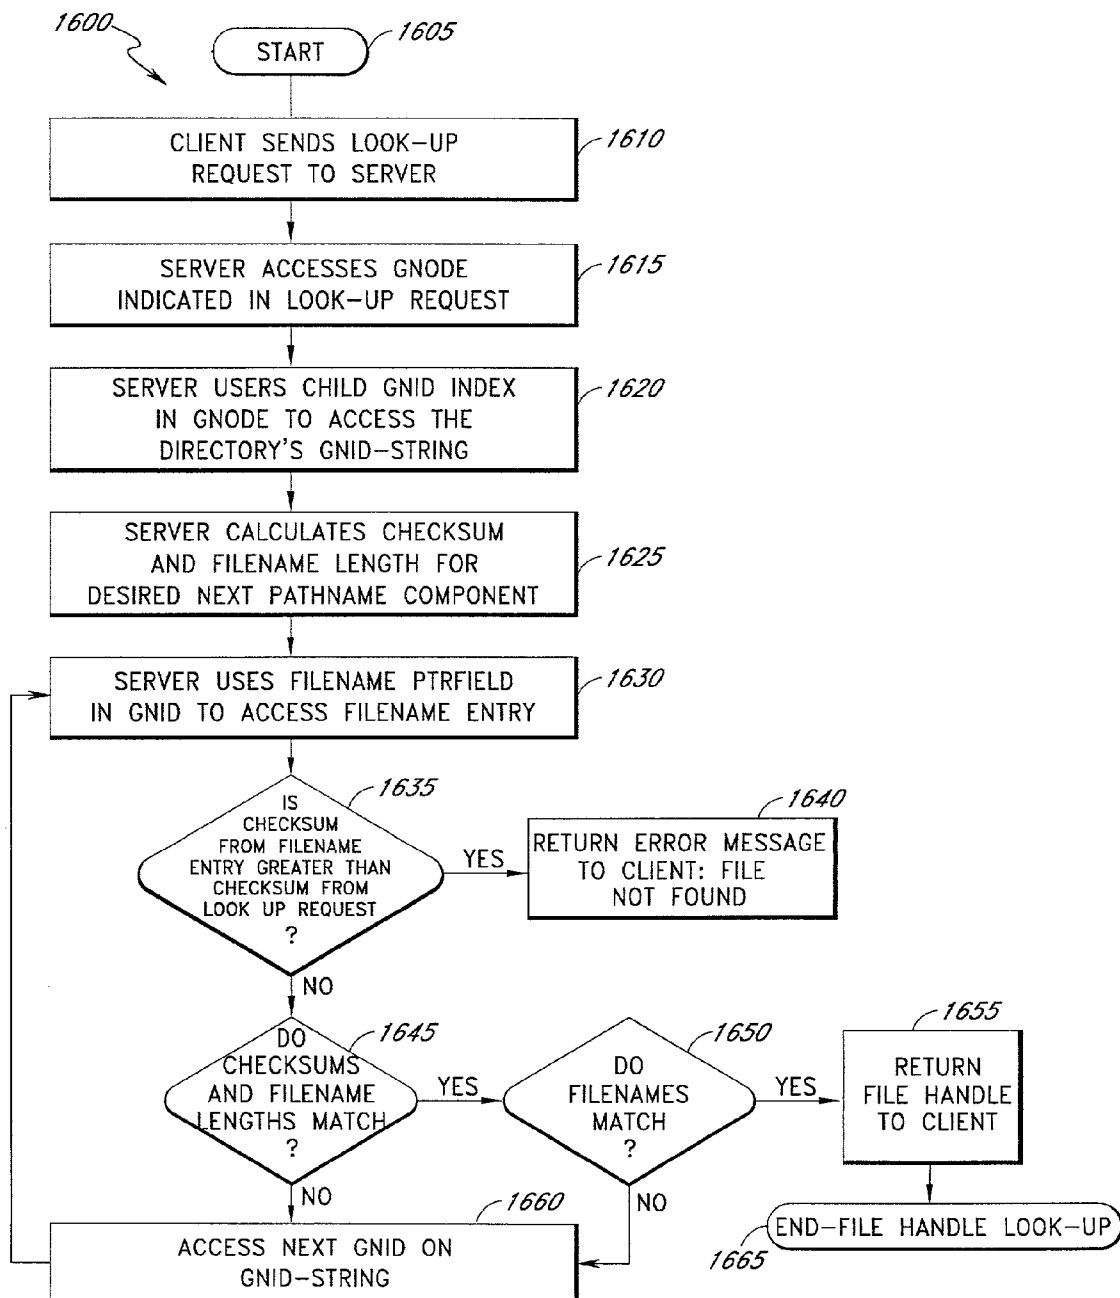 1600
START
1605
CLIENT SENDS LOOK-UP
REQUEST TO SERVER
1610
SERVER ACCESSES GNODE
INDICATED IN LOOK-UP REQUEST
1615
SERVER USERS CHILD GNID INDEX
IN GNODE TO ACCESS THE
DIRECTORY'S GNID-STRING
1620
SERVER CALCULATES CHECKSUM
AND FILENAME LENGTH FOR
DESIRED NEXT PATHNAME COMPONENT
1625
SERVER USES FILENAME PTRFIELD
IN GNID TO ACCESS FILENAME ENTRY
1630
IS
CHECKSUM
FROM FILENAME
ENTRY GREATER THAN
CHECKSUM FROM
LOOK UP REQUEST
?
1635
YES
RETURN ERROR MESSAGE
TO CLIENT: FILE
NOT FOUND
1640
NO
DO
CHECKSUMS
AND FILENAME
LENGTHS MATCH
?
1645
YES
DO
FILENAMES
MATCH
?
1650
YES
RETURN
FILE HANDLE
TO CLIENT
1655
NO
NO
ACCESS NEXT GNID ON
GNID-STRING
1660
END-FILE HANDLE LOOK-UP
1665